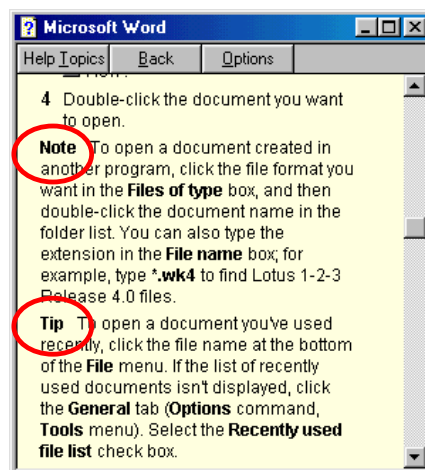 Microsoft Word
Help Topics Back Options
4 Double-click the document you want
to open.
Note To open a document created in
another program, click the file format you
want in the Files of type box, and then
double-click the document name in the
folder list. You can also type the
extension in the File name box; for
example, type *.wk4 to find Lotus 1-2-3
Release 4.0 files.
Tip To open a document you've used
recently, click the file name at the bottom
of the File menu. If the list of recently
used documents isn't displayed, click
the General tab (Options command,
Tools menu). Select the Recently used
file list check box.